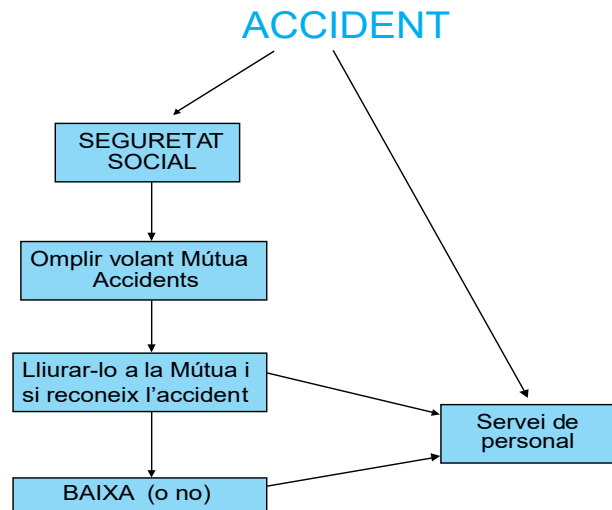 ACCIDENT
SEGURETAT
SOCIAL
Omplir volant Mútua
Accidents
Lliurar-lo a la Mútua i
si reconeix l’accident
Servei de
personal
BAIXA (o no)